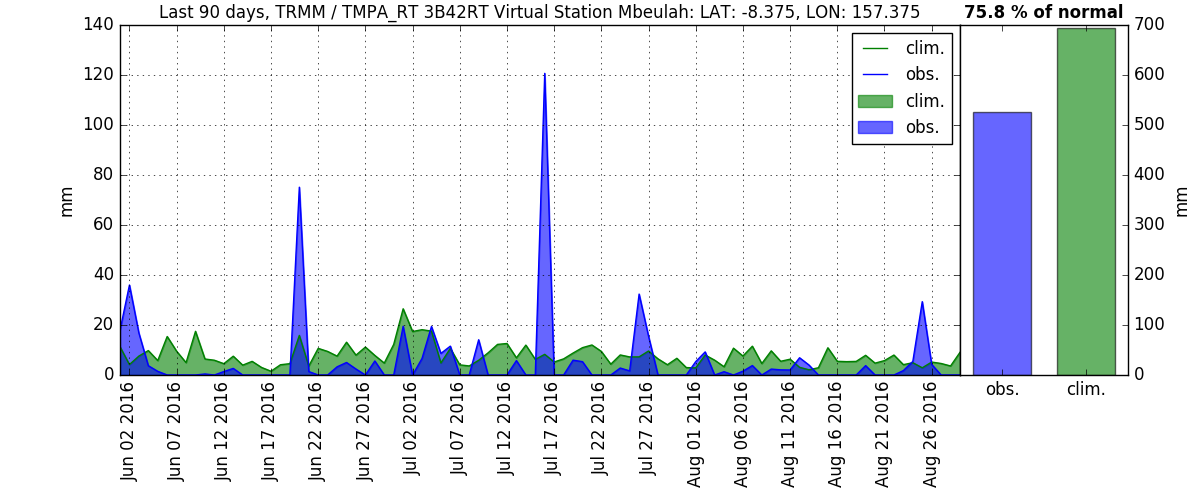 Last 90 days, TRMM / TMPA_RT 3B42RT Virtual Station Mbeulah: LAT: -8.375, LON: 157.375
75.8 % of normal
140
120
100
80
60
40
20
0
mm
clim.
obs.
clim.
obs.
700
600
500
400
300
200
100
0
mm
Jun 02 2016
Jun 07 2016
Jun 12 2016
Jun 17 2016
Jun 22 2016
Jun 27 2016
Jul 02 2016
Jul 07 2016
Jul 12 2016
Jul 17 2016
Jul 22 2016
Jul 27 2016
Aug 01 2016
Aug 06 2016
Aug 11 2016
Aug 16 2016
Aug 21 2016
Aug 26 2016
obs.
clim.